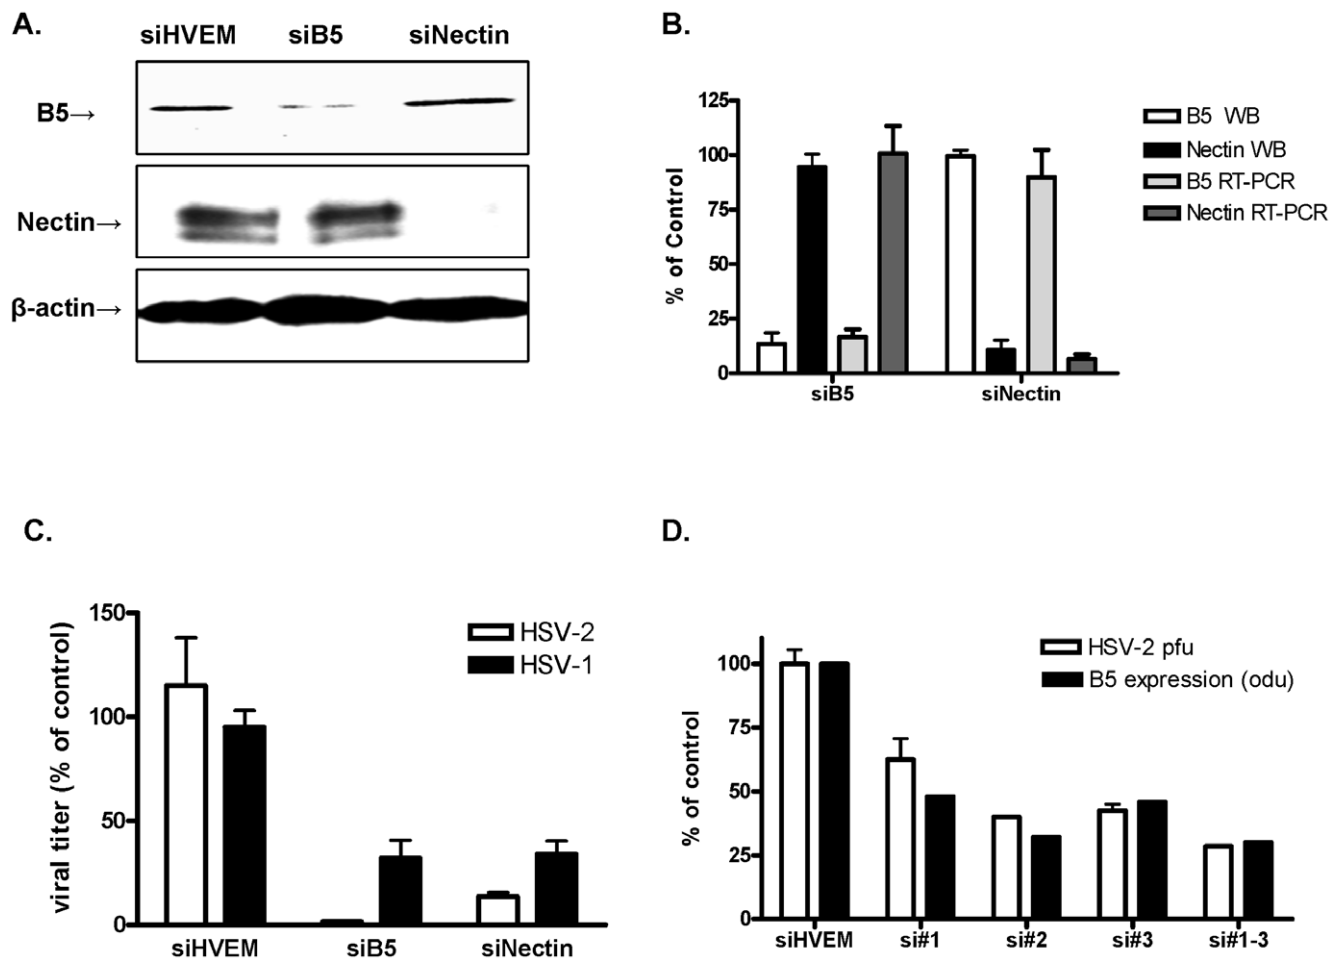 A.
siHVEM siB5 siNectin
B5→
Nectin→
β-actin→
B.
% of Control
125
100
75
50
25
0
siB5 siNectin
B5 WB
Nectin WB
B5 RT-PCR
Nectin RT-PCR
C.
viral titer (% of control)
150
100
50
0
siHVEM siB5 siNectin
HSV-2
HSV-1
D.
% of control
100
75
50
25
0
siHVEM si#1 si#2 si#3 si#1-3
HSV-2 pfu
B5 expression (odu)